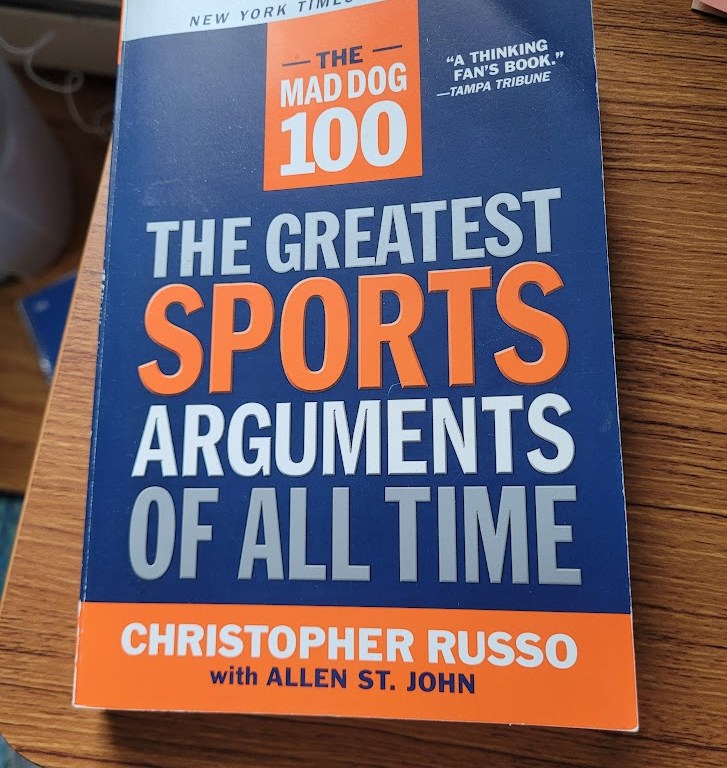 NEW YORK TIMES
— THE —
MAD DOG
100
“A THINKING
FAN’S BOOK.”
—TAMPA TRIBUNE
THE GREATEST
SPORTS
ARGUMENTS
OF ALL TIME
CHRISTOPHER RUSSO
with ALLEN ST. JOHN